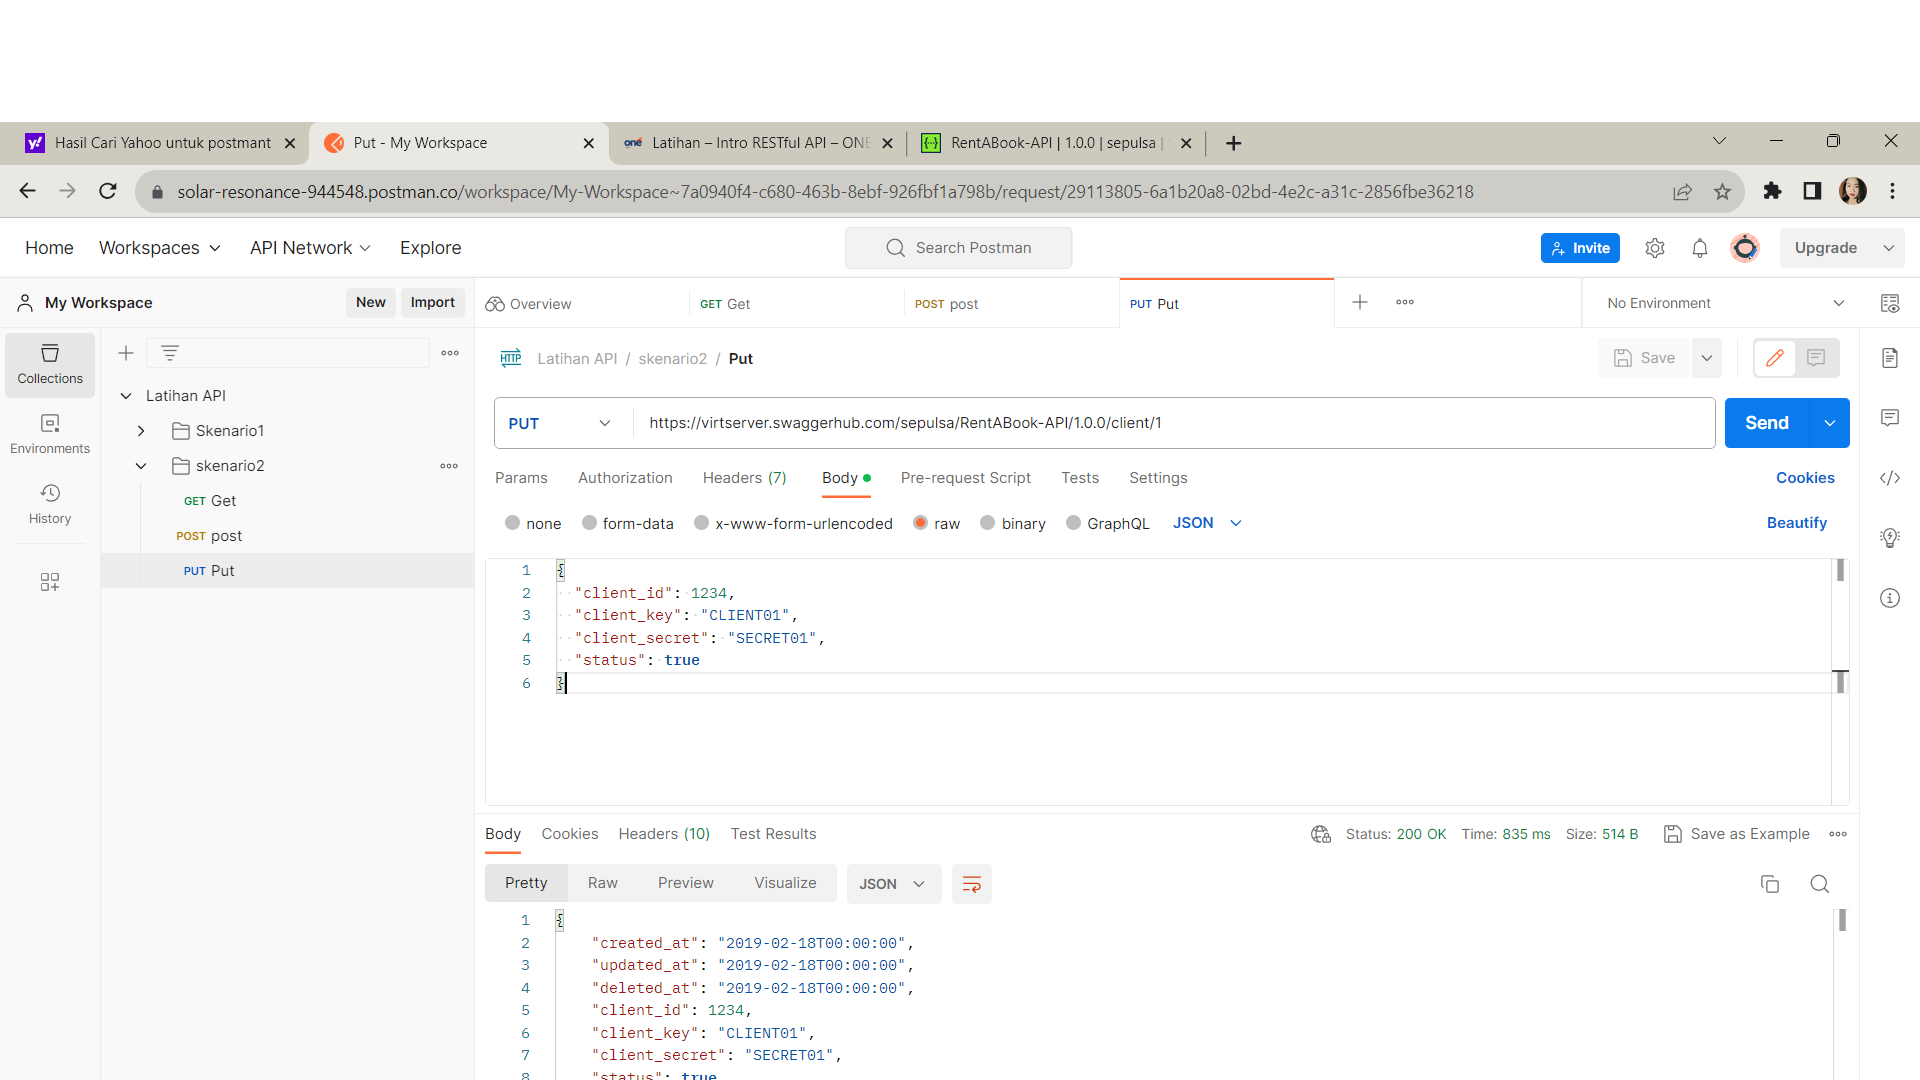 Hasil Cari Yahoo untuk postmant
Put - My Workspace
one Latihan – Intro RESTful API – ONE
RentABook-API | 1.0.0 | sepulsa |
solar-resonance-944548.postman.co/workspace/My-Workspace~7a0940f4-c680-463b-8ebf-926fbf1a798b/request/29113805-6a1b20a8-02bd-4e2c-a31c-2856fbe36218
Home Workspaces API Network Explore Search Postman Invite Upgrade
My Workspace New Import Overview GET Get POST post PUT Put No Environment
Collections
Environments
History
Latihan API
Skenario1
skenario2
GET Get
POST post
PUT Put
HTTP Latihan API / skenario2 / Put Save
PUT https://virtserver.swaggerhub.com/sepulsa/RentABook-API/1.0.0/client/1 Send
Params Authorization Headers (7) Body Pre-request Script Tests Settings Cookies
none form-data x-www-form-urlencoded raw binary GraphQL JSON Beautify
1 {
2 "client_id": 1234,
3 "client_key": "CLIENT01",
4 "client_secret": "SECRET01",
5 "status": true
6 }
Body Cookies Headers (10) Test Results Status: 200 OK Time: 835 ms Size: 514 B Save as Example
Pretty Raw Preview Visualize JSON
1 {
2 "created_at": "2019-02-18T00:00:00",
3 "updated_at": "2019-02-18T00:00:00",
4 "deleted_at": "2019-02-18T00:00:00",
5 "client_id": 1234,
6 "client_key": "CLIENT01",
7 "client_secret": "SECRET01",
8 "status": true